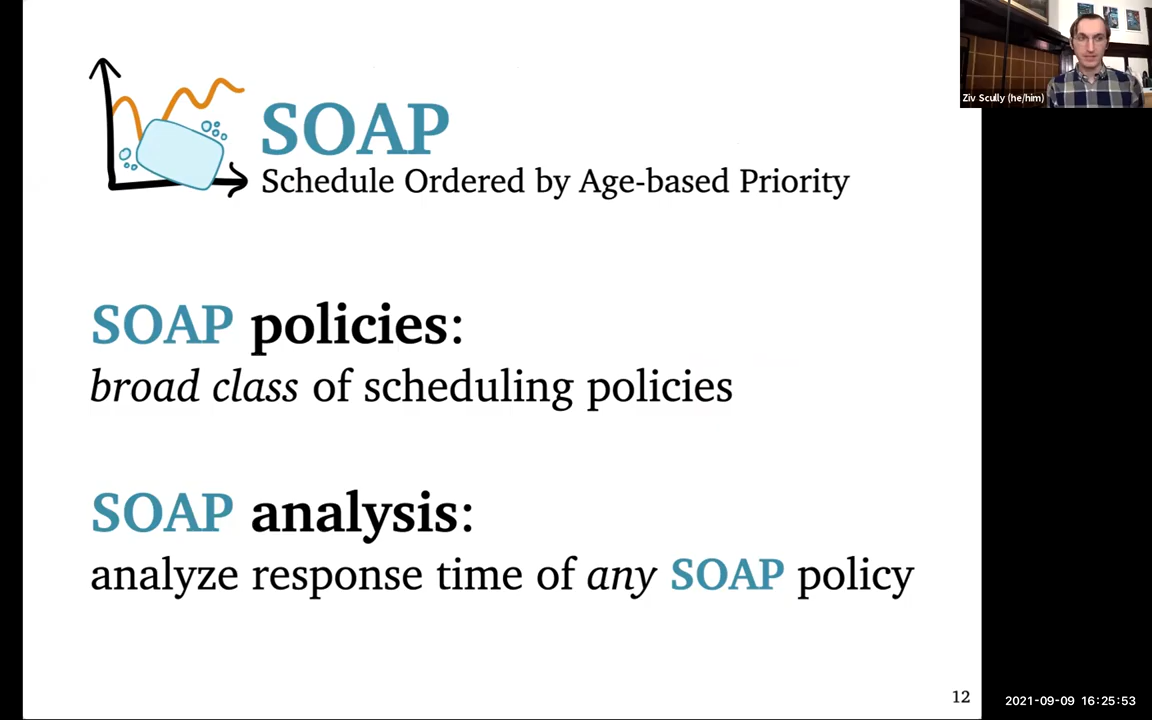 Ziv Scully (he/him)
SOAP
Schedule Ordered by Age-based Priority
SOAP policies:
broad class of scheduling policies
SOAP analysis:
analyze response time of any SOAP policy
12
2021-09-09 16:25:53